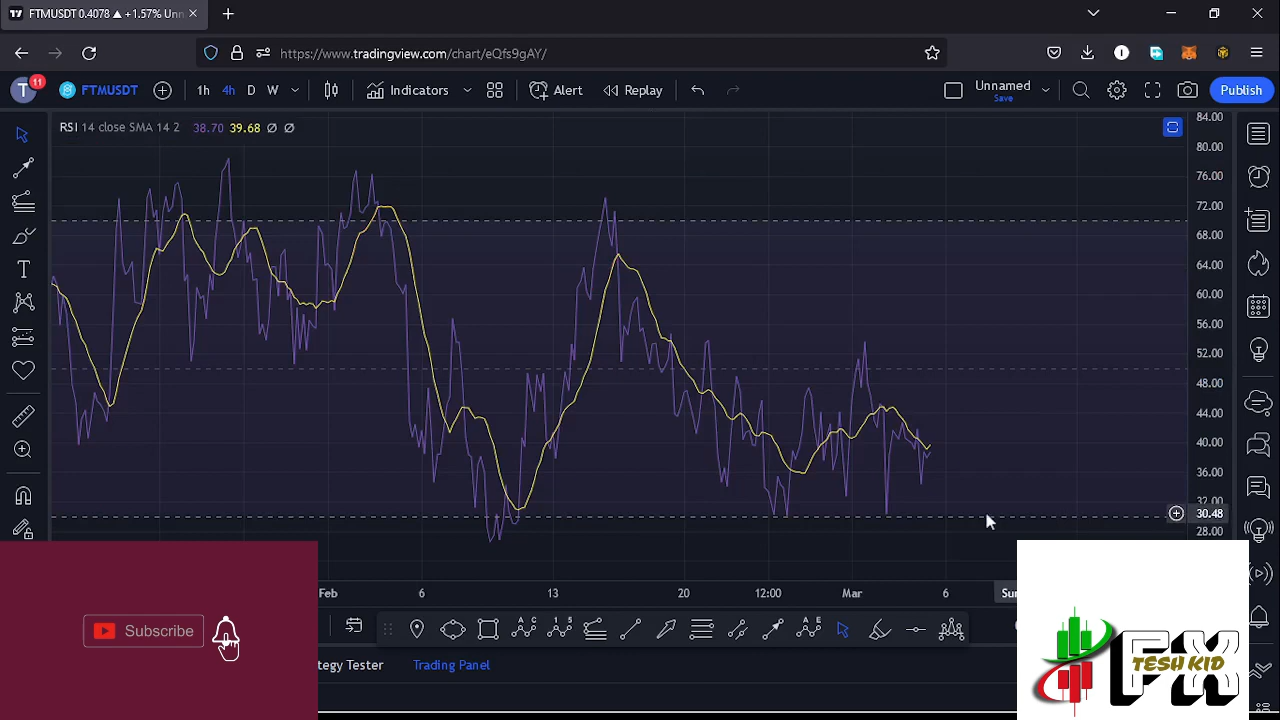 FTMUSDT 0.4078 ▲ +1.57% Unn
https://www.tradingview.com/chart/eQfs9gAY/
T 11 FTMUSDT 1h 4h D W Indicators Alert Replay Unnamed Save Publish
RSI 14 close SMA 14 2 38.70 39.68 Ø Ø
84.00
80.00
76.00
72.00
68.00
64.00
60.00
56.00
52.00
48.00
44.00
40.00
36.00
32.00
30.48
28.00
Feb 6 13 20 12:00 Mar 6 Sun
Subscribe
tegy Tester Trading Panel
FX
TESH KID